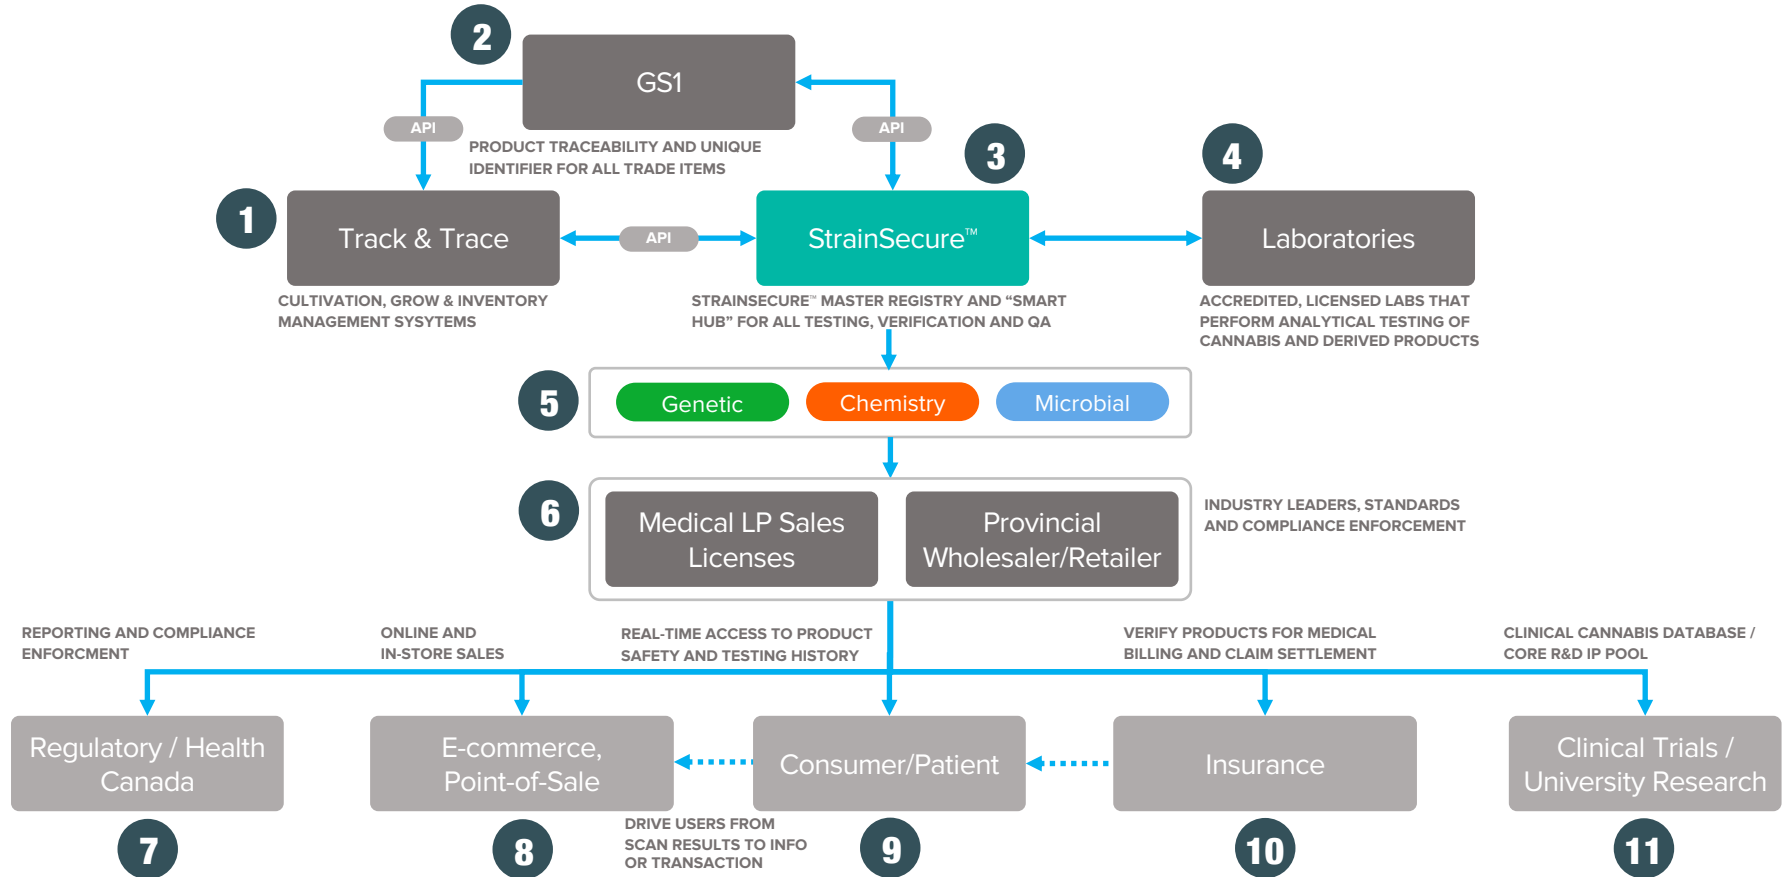 2
GS1
API
API
PRODUCT TRACEABILITY AND UNIQUE
IDENTIFIER FOR ALL TRADE ITEMS
1
Track & Trace
API
3
StrainSecure™
4
Laboratories
CULTIVATION, GROW & INVENTORY
MANAGEMENT SYSYTEMS
STRAINSECURE™ MASTER REGISTRY AND “SMART
HUB” FOR ALL TESTING, VERIFICATION AND QA
ACCREDITED, LICENSED LABS THAT
PERFORM ANALYTICAL TESTING OF
CANNABIS AND DERIVED PRODUCTS
5
Genetic
Chemistry
Microbial
6
Medical LP Sales
Licenses
Provincial
Wholesaler/Retailer
INDUSTRY LEADERS, STANDARDS
AND COMPLIANCE ENFORCEMENT
REPORTING AND COMPLIANCE
ENFORCMENT
ONLINE AND
IN-STORE SALES
REAL-TIME ACCESS TO PRODUCT
SAFETY AND TESTING HISTORY
VERIFY PRODUCTS FOR MEDICAL
BILLING AND CLAIM SETTLEMENT
CLINICAL CANNABIS DATABASE /
CORE R&D IP POOL
Regulatory / Health
Canada
E-commerce,
Point-of-Sale
Consumer/Patient
Insurance
Clinical Trials /
University Research
7
8
DRIVE USERS FROM
SCAN RESULTS TO INFO
OR TRANSACTION
9
10
11